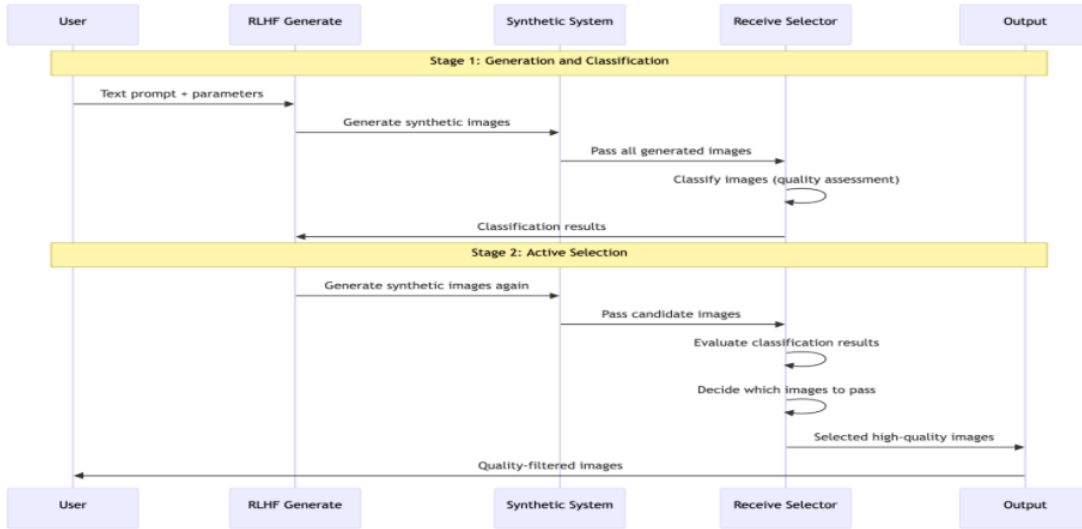 User RLHF Generate Synthetic System Receive Selector Output
Stage 1: Generation and Classification
Text prompt + parameters
Generate synthetic images
Pass all generated images
Classify images (quality assessment)
Classification results
Stage 2: Active Selection
Generate synthetic images again
Pass candidate images
Evaluate classification results
Decide which images to pass
Selected high-quality images
Quality-filtered images
User RLHF Generate Synthetic System Receive Selector Output